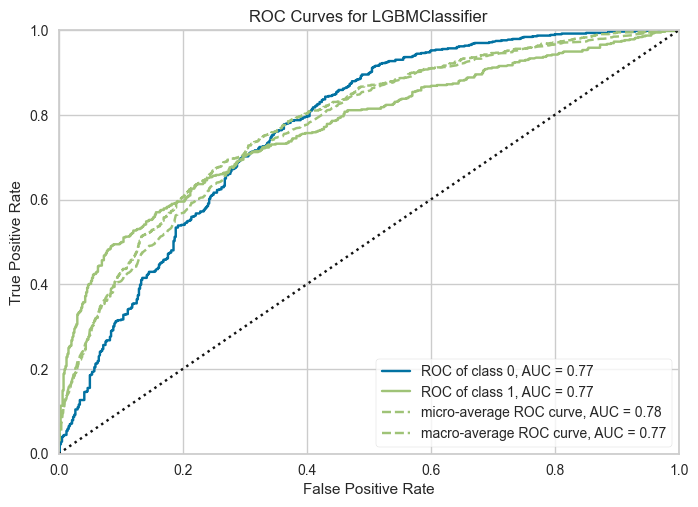 ROC Curves for LGBMClassifier
True Positive Rate
1.0
0.8
0.6
0.4
0.2
0.0
ROC of class 0, AUC = 0.77
ROC of class 1, AUC = 0.77
micro-average ROC curve, AUC = 0.78
macro-average ROC curve, AUC = 0.77
0.0 0.2 0.4 0.6 0.8 1.0
False Positive Rate